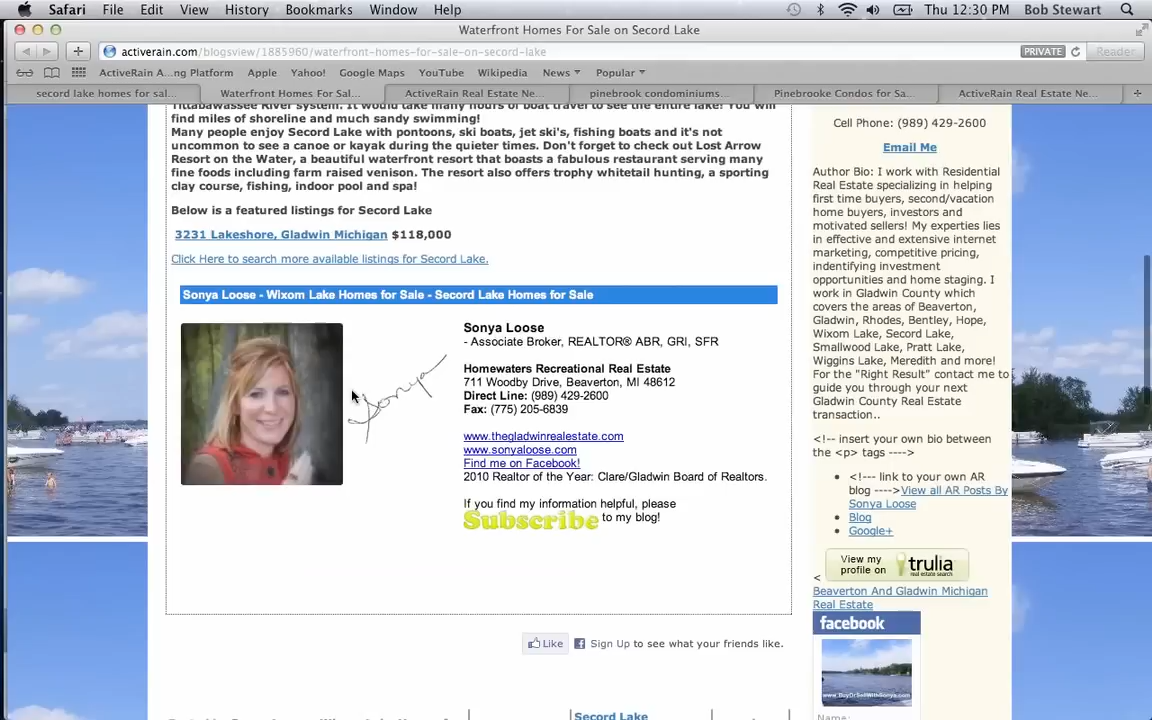 Safari File Edit View History Bookmarks Window Help Thu 12:30 PM Bob Stewart
Waterfront Homes For Sale on Secord Lake
activerain.com/blogsview/1885960/waterfront-homes-for-sale-on-secord-lake PRIVATE Reader
ActiveRain A...ng Platform Apple Yahoo! Google Maps YouTube Wikipedia News Popular
secord lake homes for sal... Waterfront Homes For Sal... ActiveRain Real Estate Ne... pinebrook condominiums... Pinebrooke Condos for Sa... ActiveRain Real Estate Ne...
Tittabawassee River system. It would take many hours of boat travel to see the entire lake! You will
find miles of shoreline and much sandy swimming!
Many people enjoy Secord Lake with pontoons, ski boats, jet ski's, fishing boats and it's not
uncommon to see a canoe or kayak during the quieter times. Don't forget to check out Lost Arrow
Resort on the Water, a beautiful waterfront resort that boasts a fabulous restaurant serving many
fine foods including farm raised venison. The resort also offers trophy whitetail hunting, a sporting
clay course, fishing, indoor pool and spa!
Below is a featured listings for Secord Lake
3231 Lakeshore, Gladwin Michigan $118,000
Click Here to search more available listings for Secord Lake.
Sonya Loose - Wixom Lake Homes for Sale - Secord Lake Homes for Sale
Sonya
Sonya Loose
- Associate Broker, REALTOR® ABR, GRI, SFR
Homewaters Recreational Real Estate
711 Woodby Drive, Beaverton, MI 48612
Direct Line: (989) 429-2600
Fax: (775) 205-6839
www.thegladwinrealestate.com
www.sonyaloose.com
Find me on Facebook!
2010 Realtor of the Year: Clare/Gladwin Board of Realtors.
If you find my information helpful, please
Subscribe to my blog!
Like Sign Up to see what your friends like.
Secord Lake
Cell Phone: (989) 429-2600
Email Me
Author Bio: I work with Residential
Real Estate specializing in helping
first time buyers, second/vacation
home buyers, investors and
motivated sellers! My experties lies
in effective and extensive internet
marketing, competitive pricing,
indentifying investment
opportunities and home staging. I
work in Gladwin County which
covers the areas of Beaverton,
Gladwin, Rhodes, Bentley, Hope,
Wixom Lake, Secord Lake,
Smallwood Lake, Pratt Lake,
Wiggins Lake, Meredith and more!
For the "Right Result" contact me to
guide you through your next
Gladwin County Real Estate
transaction..
<!-- insert your own bio between
the <p> tags ---->
<!--- link to your own AR
blog ---->View all AR Posts By
Sonya Loose
Blog
Google+
View my
profile on trulia
real estate search
<
Beaverton And Gladwin Michigan
Real Estate
facebook
www.BuyOrSellWithSonya.com
Name: